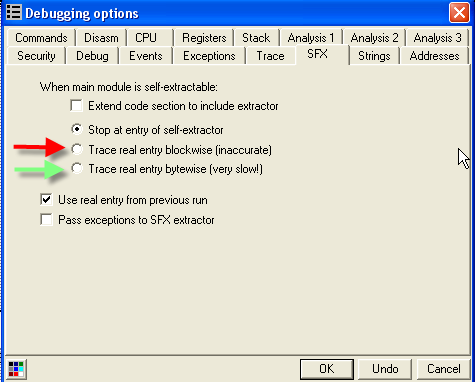 Debugging options
Commands Disasm CPU Registers Stack Analysis 1 Analysis 2 Analysis 3
Security Debug Events Exceptions Trace SFX Strings Addresses
When main module is self-extractable:
Extend code section to include extractor
Stop at entry of self-extractor
Trace real entry blockwise (inaccurate)
Trace real entry bytewise (very slow!)
Use real entry from previous run
Pass exceptions to SFX extractor
OK Undo Cancel